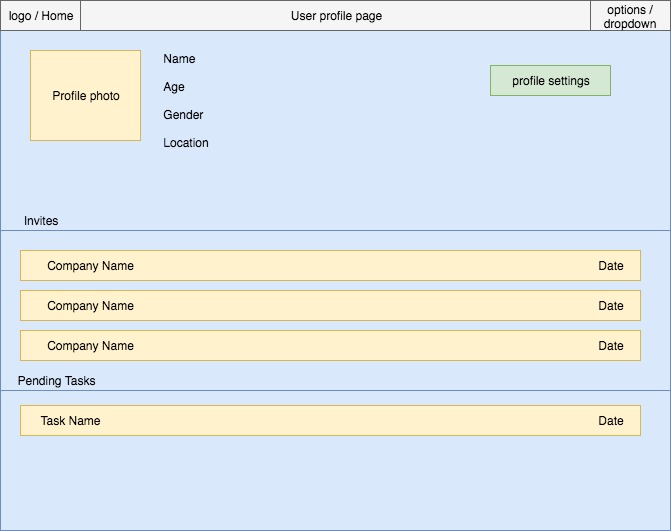 logo / Home
User profile page
options /
dropdown
Profile photo
Name
Age
Gender
Location
profile settings
Invites
Company Name Date
Company Name Date
Company Name Date
Pending Tasks
Task Name Date